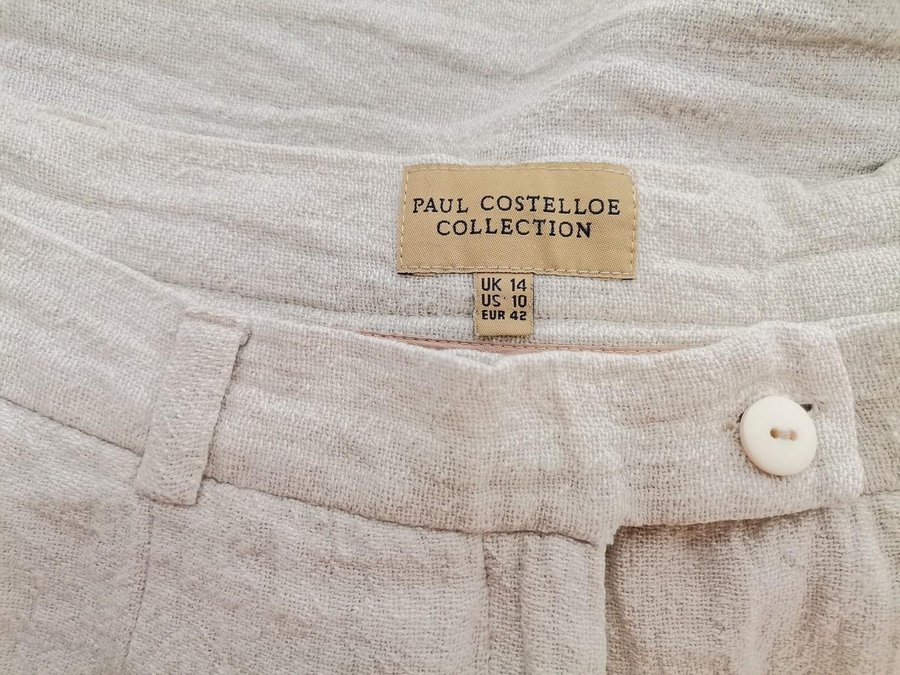 PAUL COSTELLOE
COLLECTION
UK 14
US 10
EUR 42